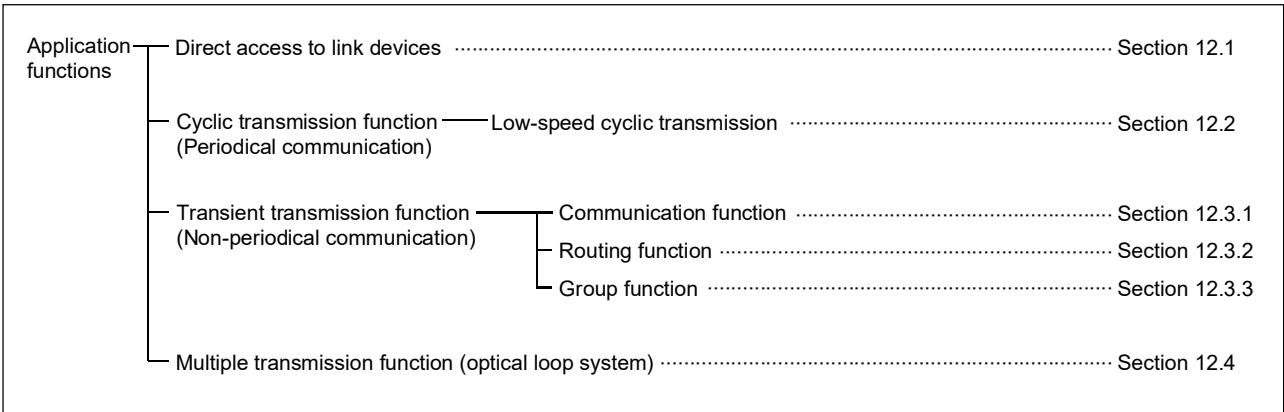 Application functions
Direct access to link devices ··· Section 12.1
Cyclic transmission function (Periodical communication)
Low-speed cyclic transmission ··· Section 12.2
Transient transmission function (Non-periodical communication)
Communication function ··· Section 12.3.1
Routing function ··· Section 12.3.2
Group function ··· Section 12.3.3
Multiple transmission function (optical loop system) ··· Section 12.4